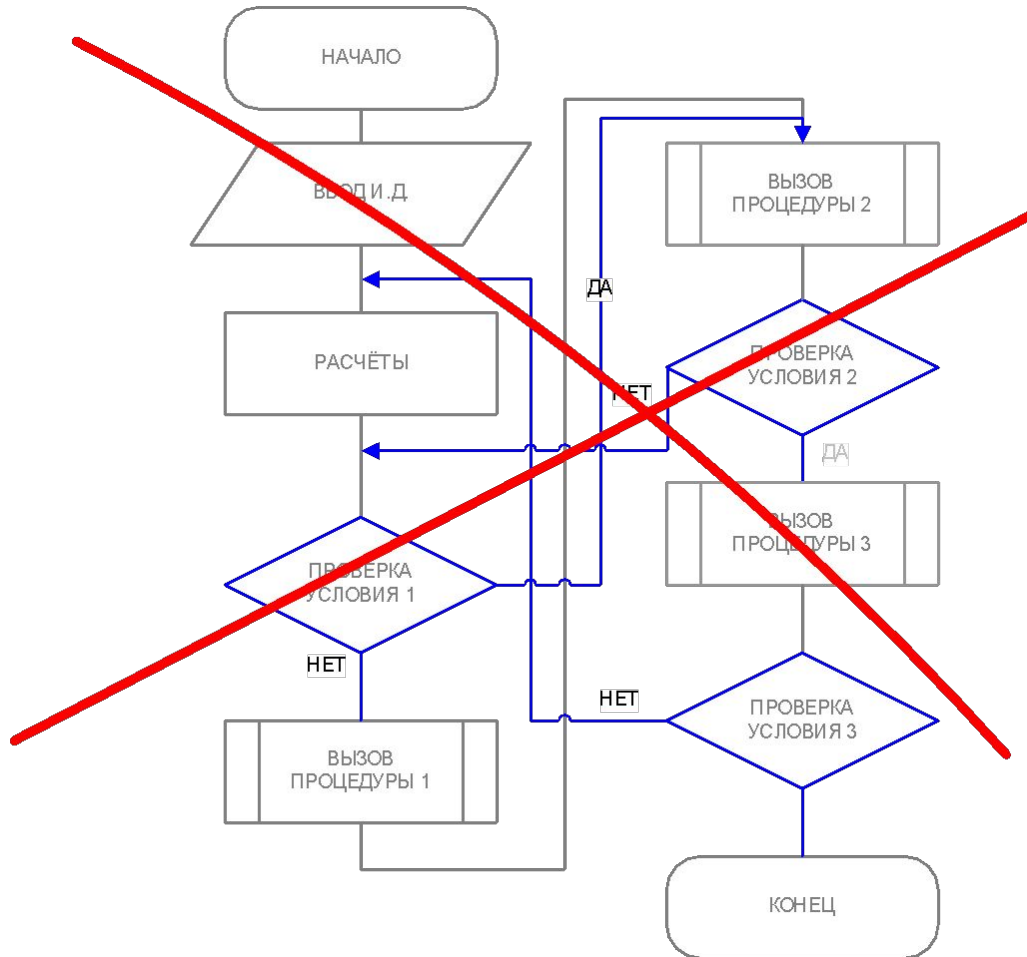 НАЧАЛО
ВВОД И.Д.
РАСЧЁТЫ
ПРОВЕРКА
УСЛОВИЯ 1
НЕТ
ВЫЗОВ
ПРОЦЕДУРЫ 1
ДА
ВЫЗОВ
ПРОЦЕДУРЫ 2
ПРОВЕРКА
УСЛОВИЯ 2
НЕТ
ДА
ВЫЗОВ
ПРОЦЕДУРЫ 3
НЕТ
ПРОВЕРКА
УСЛОВИЯ 3
КОНЕЦ